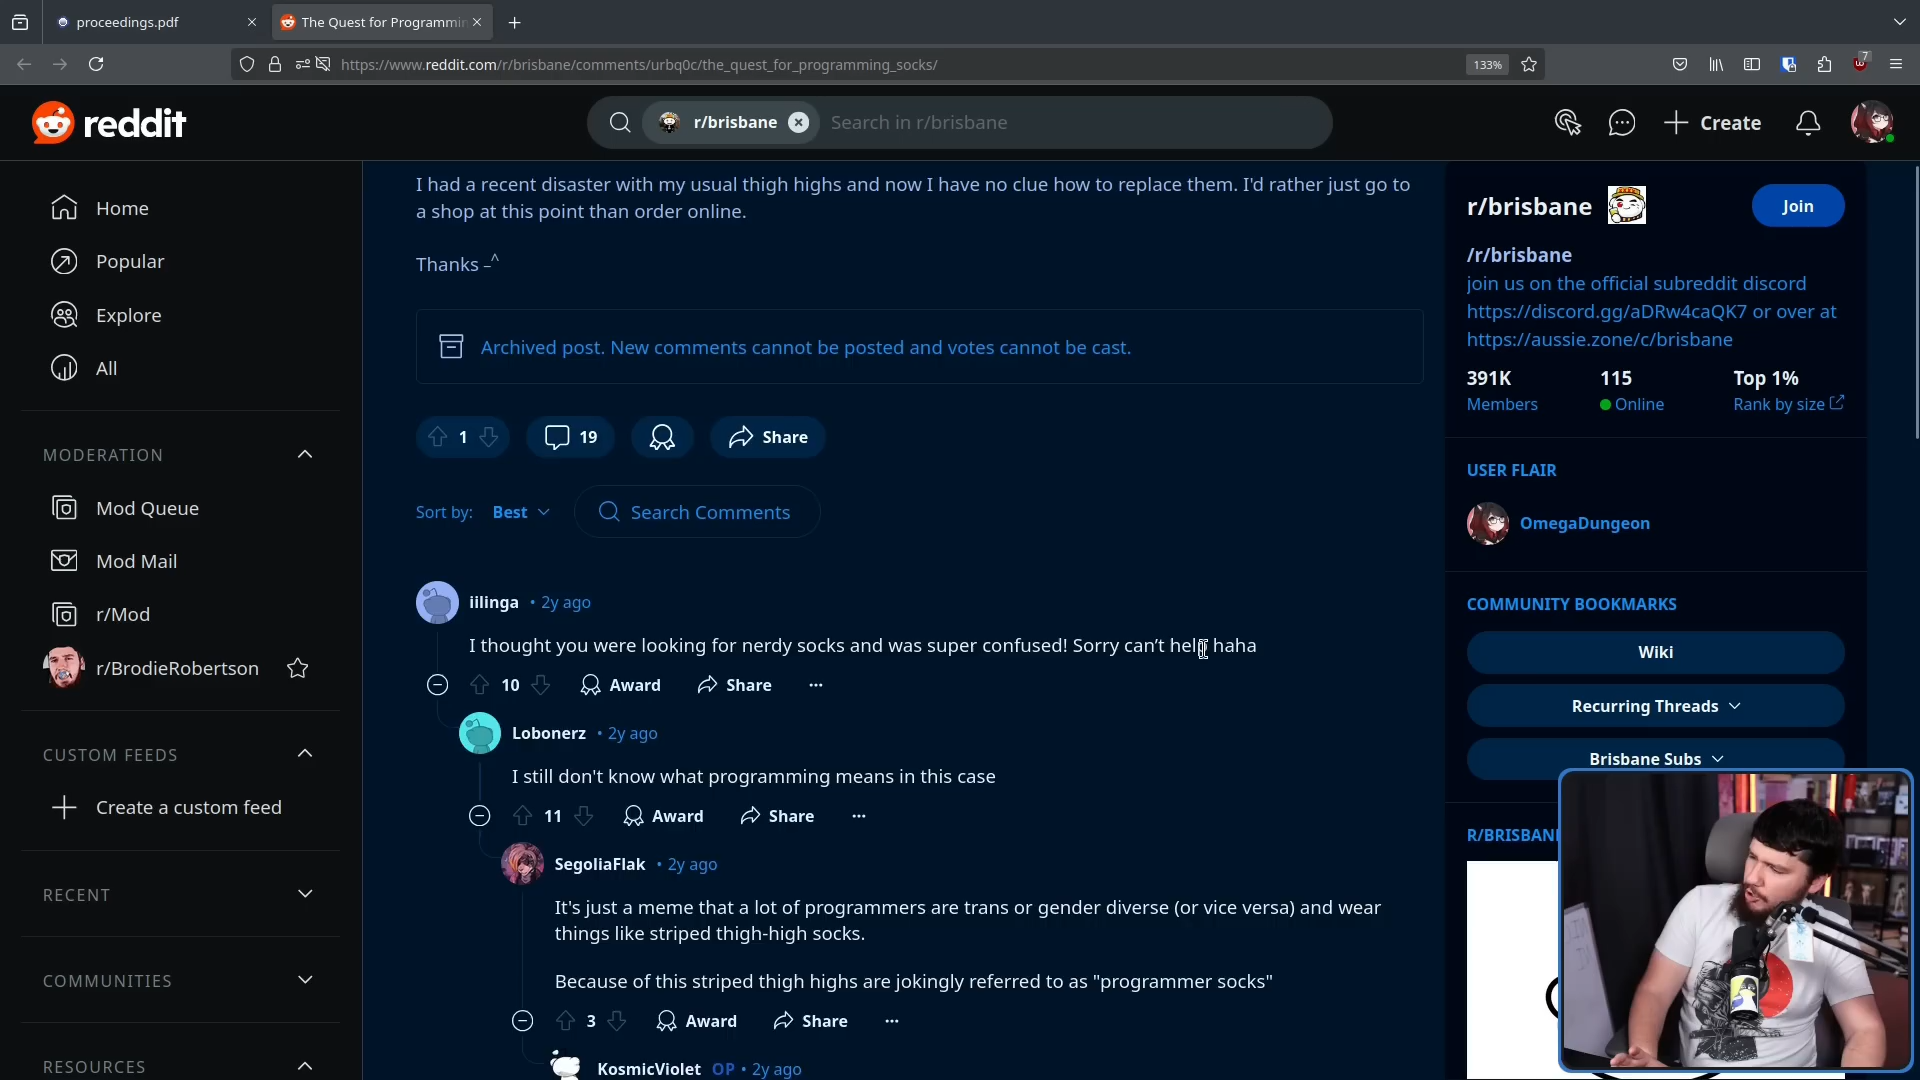 proceedings.pdf
The Quest for Programmin
https://www.reddit.com/r/brisbane/comments/urbq0c/the_quest_for_programming_socks/
133%
7
reddit
r/brisbane
Search in r/brisbane
Create
Home
Popular
Explore
All
MODERATION
Mod Queue
Mod Mail
r/Mod
r/BrodieRobertson
CUSTOM FEEDS
Create a custom feed
RECENT
COMMUNITIES
RESOURCES
I had a recent disaster with my usual thigh highs and now I have no clue how to replace them. I'd rather just go to
a shop at this point than order online.
Thanks –^
Archived post. New comments cannot be posted and votes cannot be cast.
1
19
Share
Sort by: Best
Search Comments
iilinga • 2y ago
I thought you were looking for nerdy socks and was super confused! Sorry can’t help haha
10 Award Share ...
Lobonerz • 2y ago
I still don't know what programming means in this case
11 Award Share ...
SegoliaFlak • 2y ago
It's just a meme that a lot of programmers are trans or gender diverse (or vice versa) and wear
things like striped thigh-high socks.
Because of this striped thigh highs are jokingly referred to as "programmer socks"
3 Award Share ...
KosmicViolet OP • 2y ago
r/brisbane
Join
/r/brisbane
join us on the official subreddit discord
https://discord.gg/aDRw4caQK7 or over at
https://aussie.zone/c/brisbane
391K 115 Top 1%
Members Online Rank by size
USER FLAIR
OmegaDungeon
COMMUNITY BOOKMARKS
Wiki
Recurring Threads
Brisbane Subs